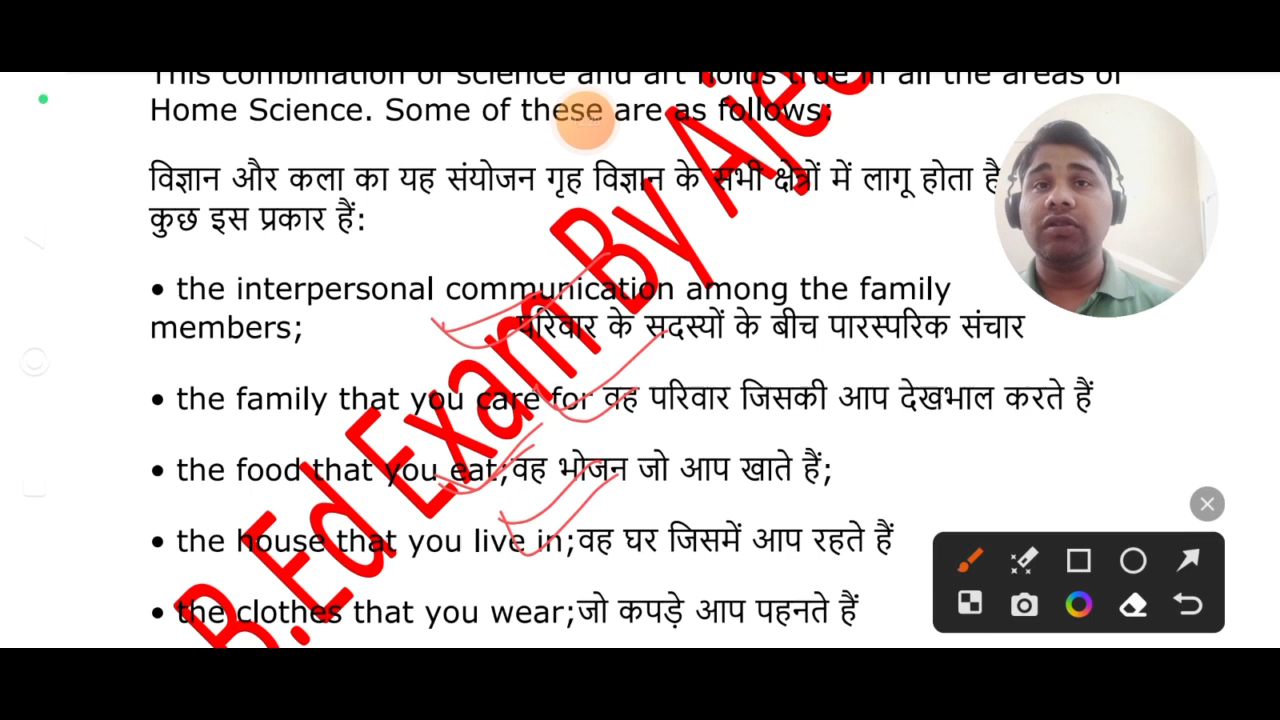 This combination of science and art holds true in all the areas of
Home Science. Some of these are as follows:
विज्ञान और कला का यह संयोजन गृह विज्ञान के सभी क्षेत्रों में लागू होता है
कुछ इस प्रकार हैं:
• the interpersonal communication among the family
members; परिवार के सदस्यों के बीच पारस्परिक संचार
• the family that you care for वह परिवार जिसकी आप देखभाल करते हैं
• the food that you eat;वह भोजन जो आप खाते हैं;
• the house that you live in;वह घर जिसमें आप रहते हैं
• the clothes that you wear;जो कपड़े आप पहनते हैं
B.Ed Exam By